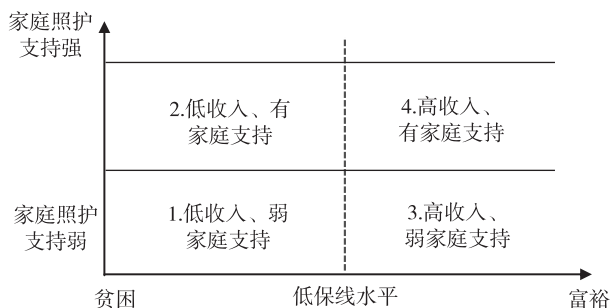 家庭照护
支持强
2.低收入、有
家庭支持
4.高收入、
有家庭支持
家庭照护
支持弱
1.低收入、弱
家庭支持
3.高收入、
弱家庭支持
贫困
低保线水平
富裕